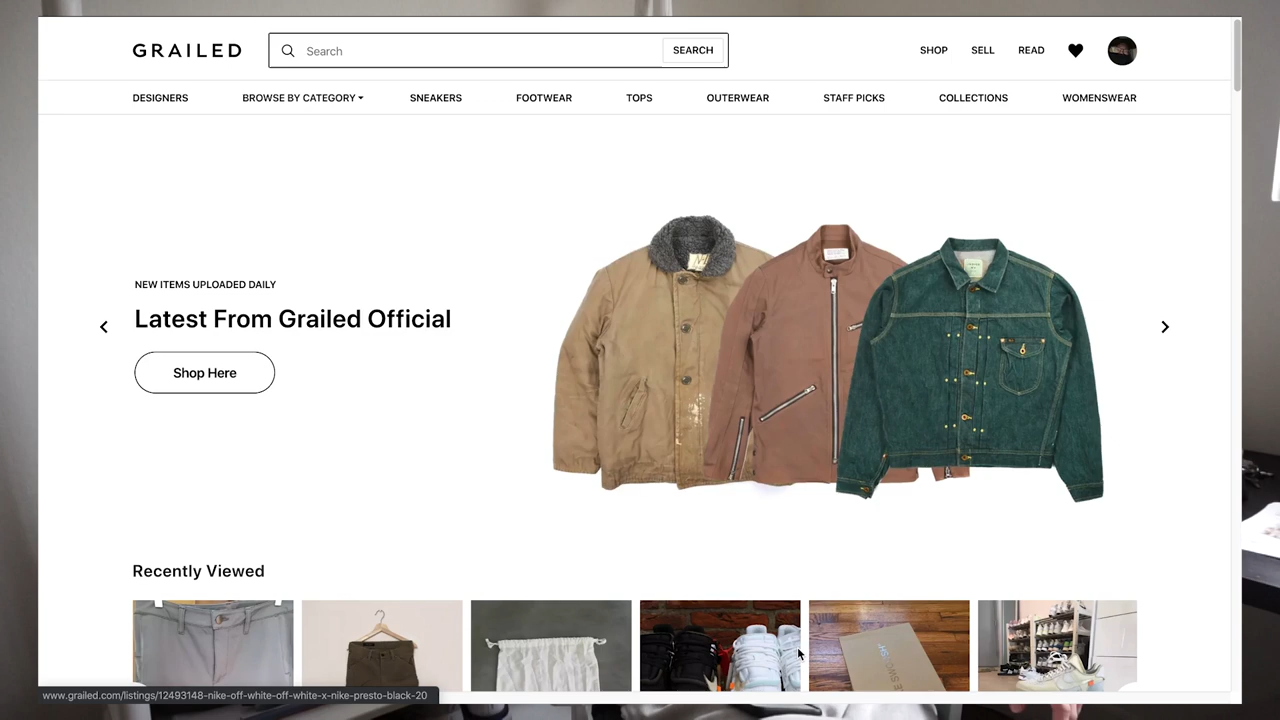 GRAILED
Search
SEARCH
SHOP
SELL
READ
DESIGNERS
BROWSE BY CATEGORY
SNEAKERS
FOOTWEAR
TOPS
OUTERWEAR
STAFF PICKS
COLLECTIONS
WOMENSWEAR
NEW ITEMS UPLOADED DAILY
Latest From Grailed Official
Shop Here
Recently Viewed
www.grailed.com/listings/12493148-nike-off-white-off-white-x-nike-presto-black-20